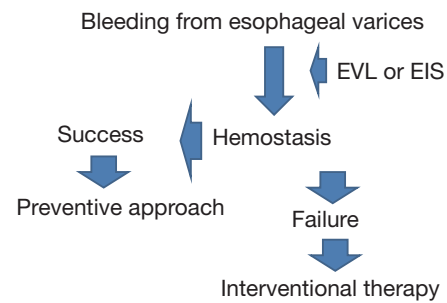 Bleeding from esophageal varices
EVL or EIS
Success
Hemostasis
Preventive approach
Failure
Interventional therapy